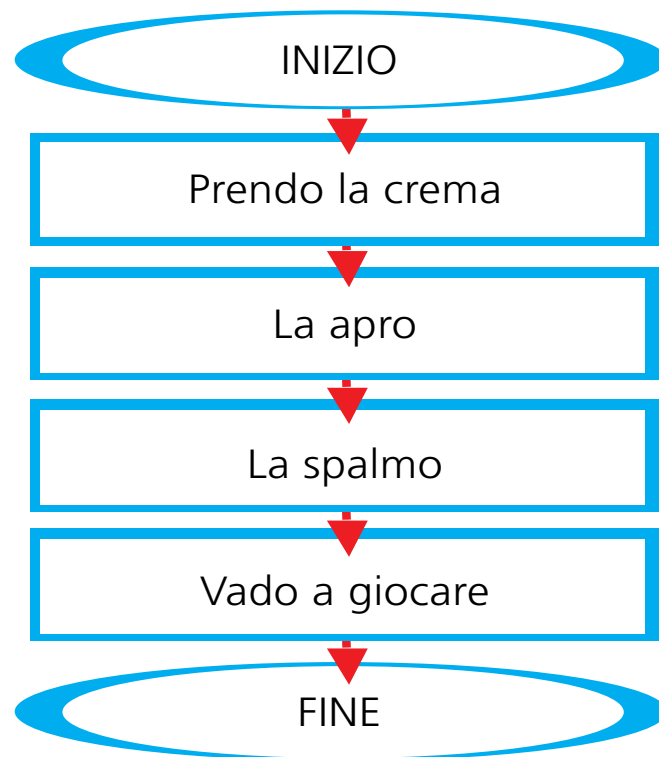 INIZIO
Prendo la crema
La apro
La spalmo
Vado a giocare
FINE